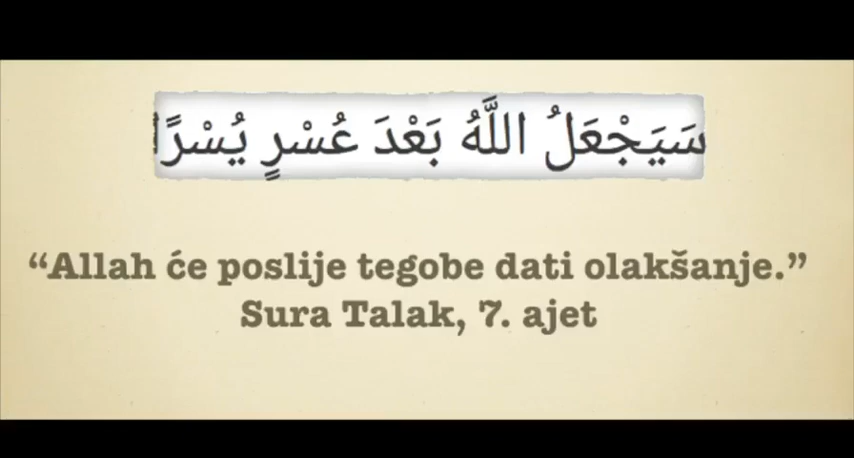 سَيَجْعَلُ اللَّهُ بَعْدَ عُسْرٍ يُسْرًا
“Allah će poslije tegobe dati olakšanje.”
Sura Talak, 7. ajet